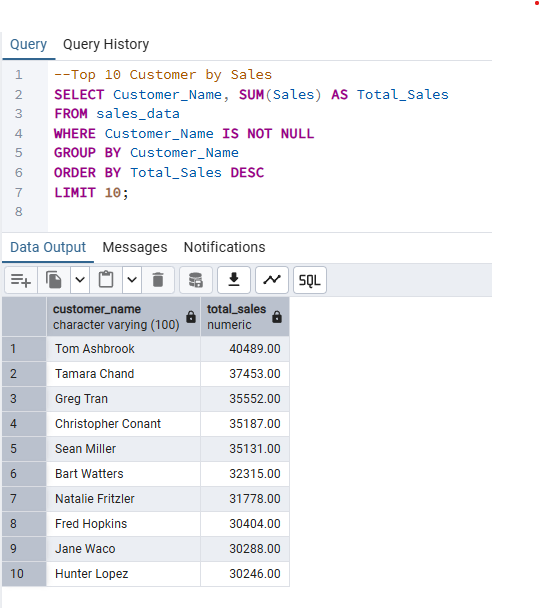 Query Query History
1 --Top 10 Customer by Sales
2 SELECT Customer_Name, SUM(Sales) AS Total_Sales
3 FROM sales_data
4 WHERE Customer_Name IS NOT NULL
5 GROUP BY Customer_Name
6 ORDER BY Total_Sales DESC
7 LIMIT 10;
8
Data Output Messages Notifications
SQL
customer_name total_sales
character varying (100) numeric
1 Tom Ashbrook 40489.00
2 Tamara Chand 37453.00
3 Greg Tran 35552.00
4 Christopher Conant 35187.00
5 Sean Miller 35131.00
6 Bart Watters 32315.00
7 Natalie Fritzler 31778.00
8 Fred Hopkins 30404.00
9 Jane Waco 30288.00
10 Hunter Lopez 30246.00